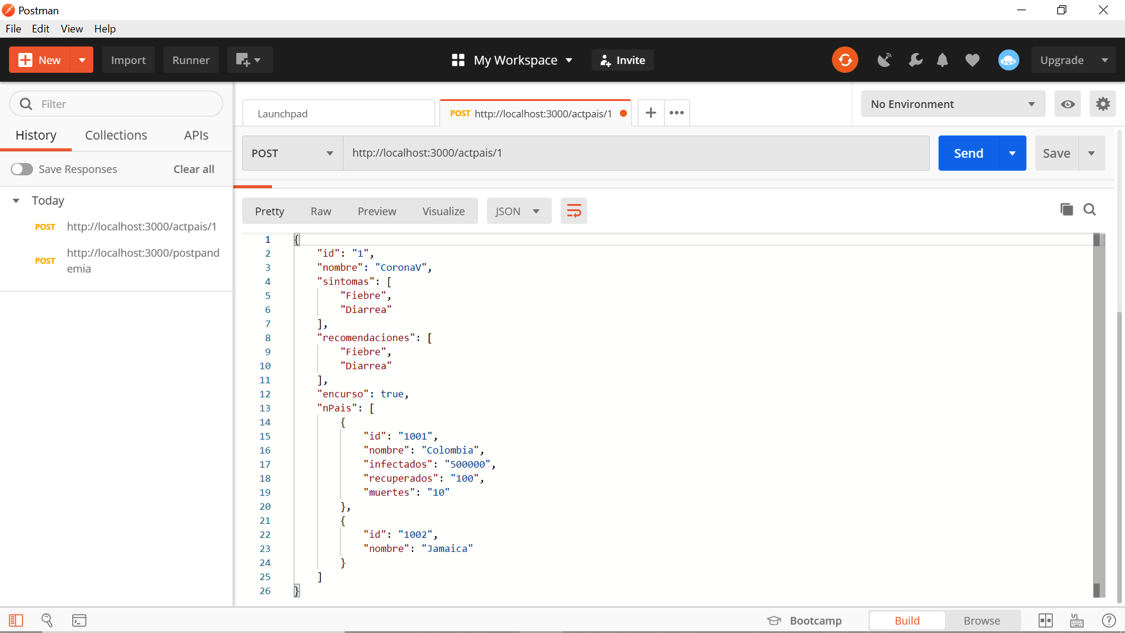 Postman
File Edit View Help
New Import Runner My Workspace Invite Upgrade
Filter
History Collections APIs
Save Responses Clear all
Today
POST http://localhost:3000/actpais/1
POST http://localhost:3000/postpand
emia
Launchpad POST http://localhost:3000/actpais/1 No Environment
POST http://localhost:3000/actpais/1 Send Save
Pretty Raw Preview Visualize JSON
1 {
2 "id": "1",
3 "nombre": "CoronaV",
4 "sintomas": [
5 "Fiebre",
6 "Diarrea"
7 ],
8 "recomendaciones": [
9 "Fiebre",
10 "Diarrea"
11 ],
12 "encurso": true,
13 "nPais": [
14 {
15 "id": "1001",
16 "nombre": "Colombia",
17 "infectados": "500000",
18 "recuperados": "100",
19 "muertes": "10"
20 },
21 {
22 "id": "1002",
23 "nombre": "Jamaica"
24 }
25 ]
26 }
Bootcamp Build Browse